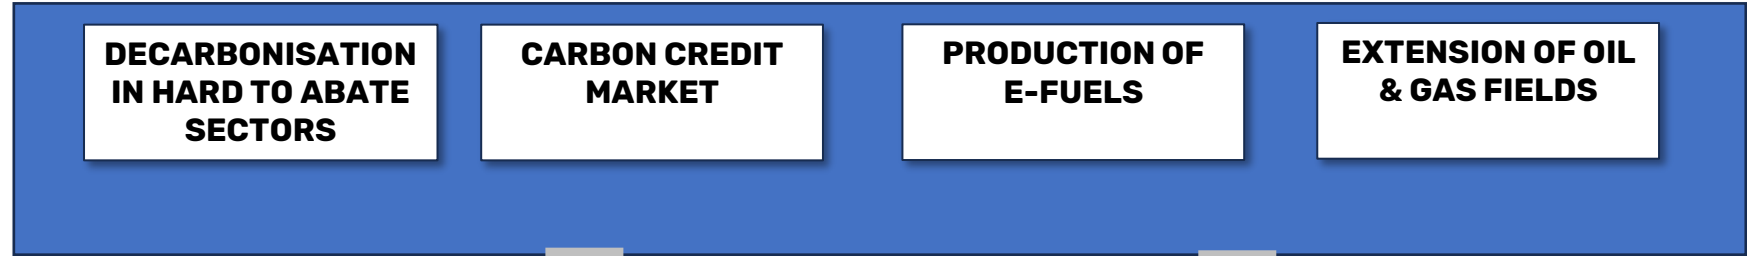 DECARBONISATION
IN HARD TO ABATE
SECTORS
CARBON CREDIT
MARKET
PRODUCTION OF
E-FUELS
EXTENSION OF OIL
& GAS FIELDS